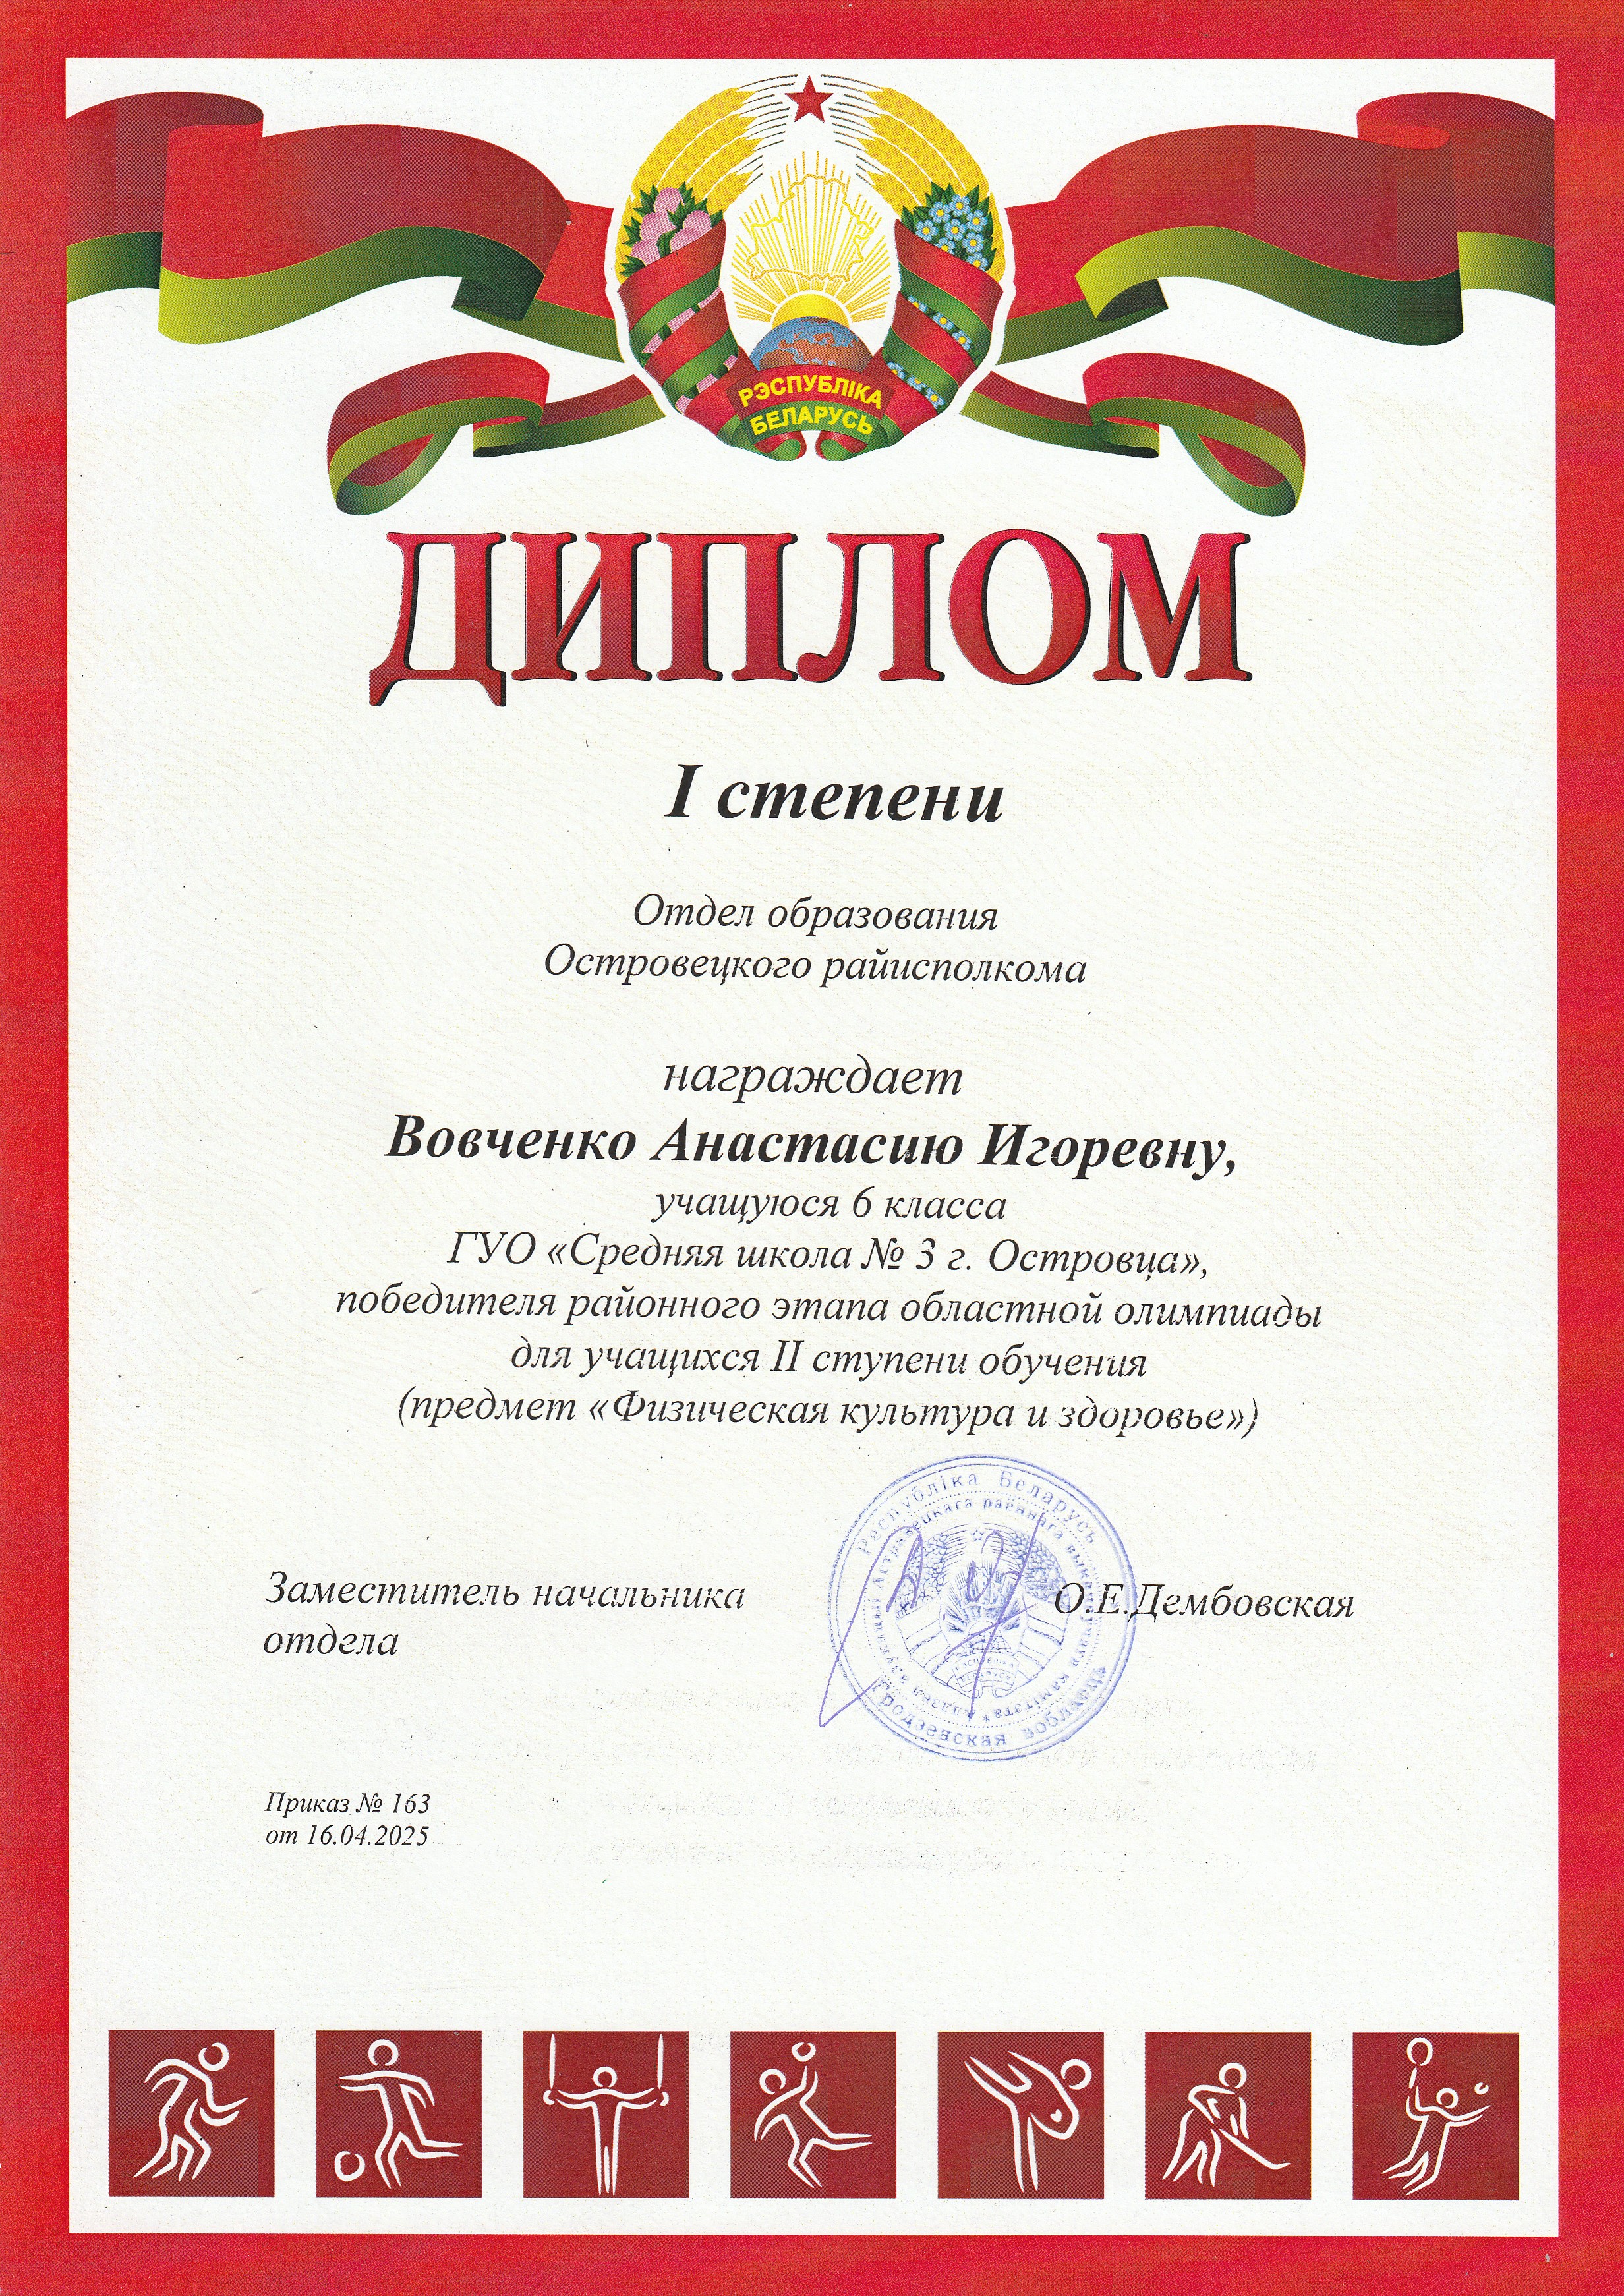 РЭСПУБЛІКА
БЕЛАРУСЬ
ДИПЛОМ
I степени
Отдел образования
Островецкого райисполкома
награждает
Вовченко Анастасию Игоревну,
учащуюся 6 класса
ГУО «Средняя школа № 3 г. Островца»,
победителя районного этапа областной олимпиады
для учащихся II ступени обучения
(предмет «Физическая культура и здоровье»)
Рэспубліка Беларусь
Гродзенская вобласць
Заместитель начальника
отдела
О.Е.Дембовская
Приказ № 163
от 16.04.2025